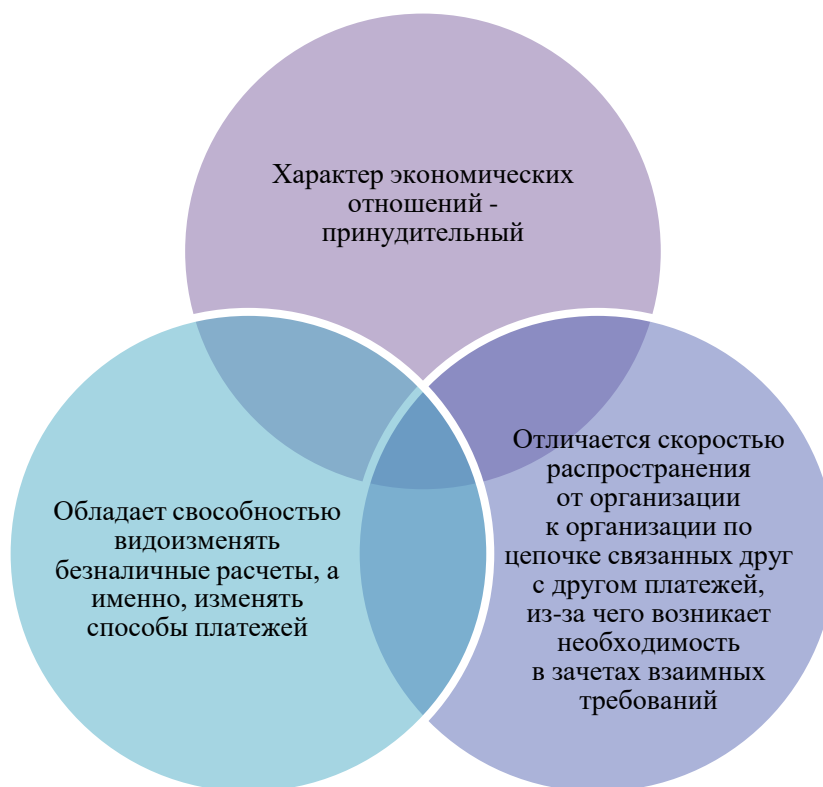 Характер экономических
отношений -
принудительный
Обладает свособностью
видоизменять
безналичные расчеты, а
именно, изменять
способы платежей
Отличается скоростью
распространения
от организации
к организации по
цепочке связанных друг
с другом платежей,
из-за чего возникает
необходимость
в зачетах взаимных
требований